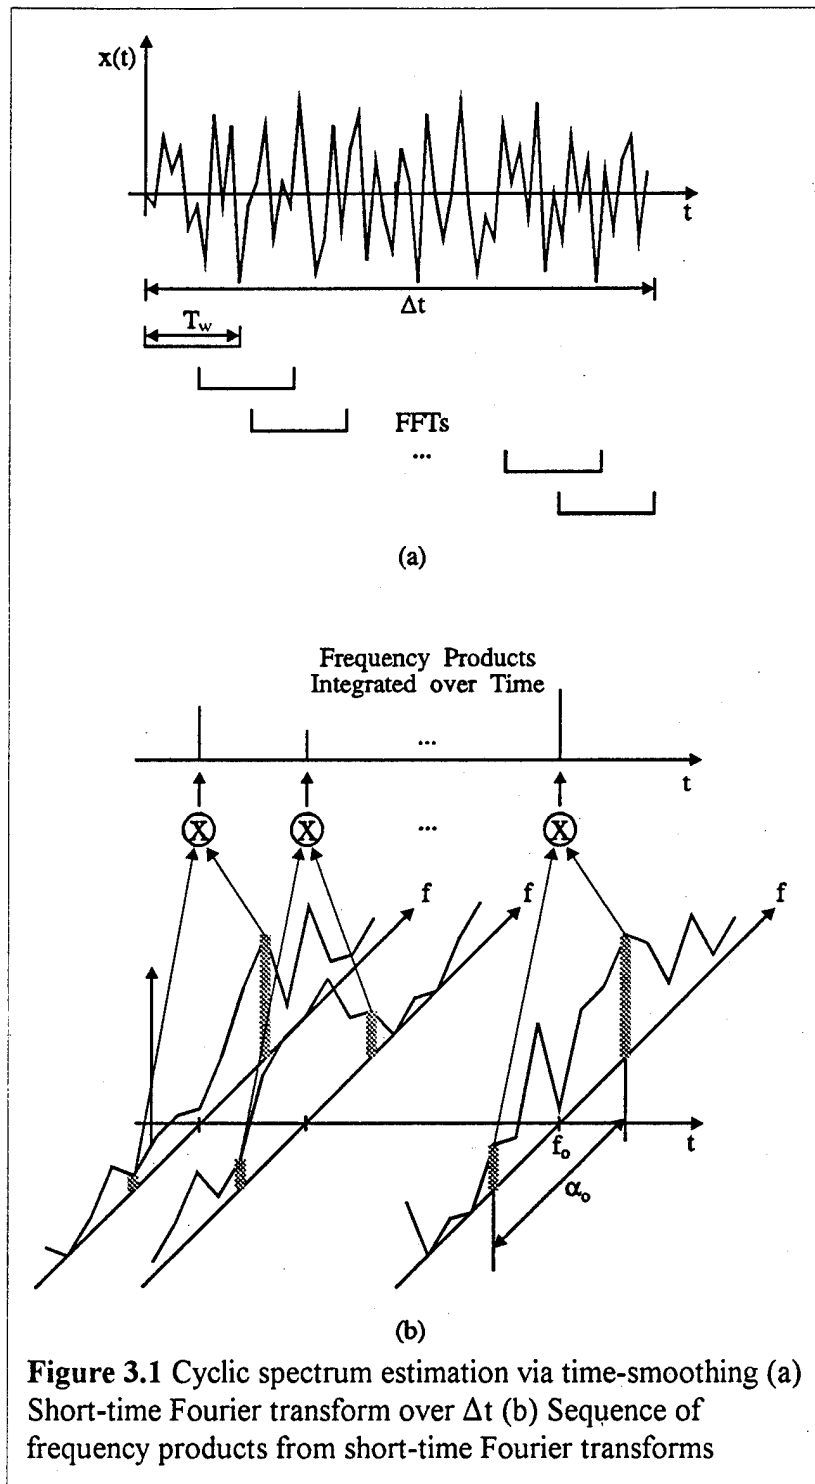 x(t)
t
Δt
T_w
FFTs
...
(a)
Frequency Products
Integrated over Time
...
t
X X ... X
f f f
f_o t
α_o
(b)
Figure 3.1 Cyclic spectrum estimation via time-smoothing (a)
Short-time Fourier transform over Δt (b) Sequence of
frequency products from short-time Fourier transforms